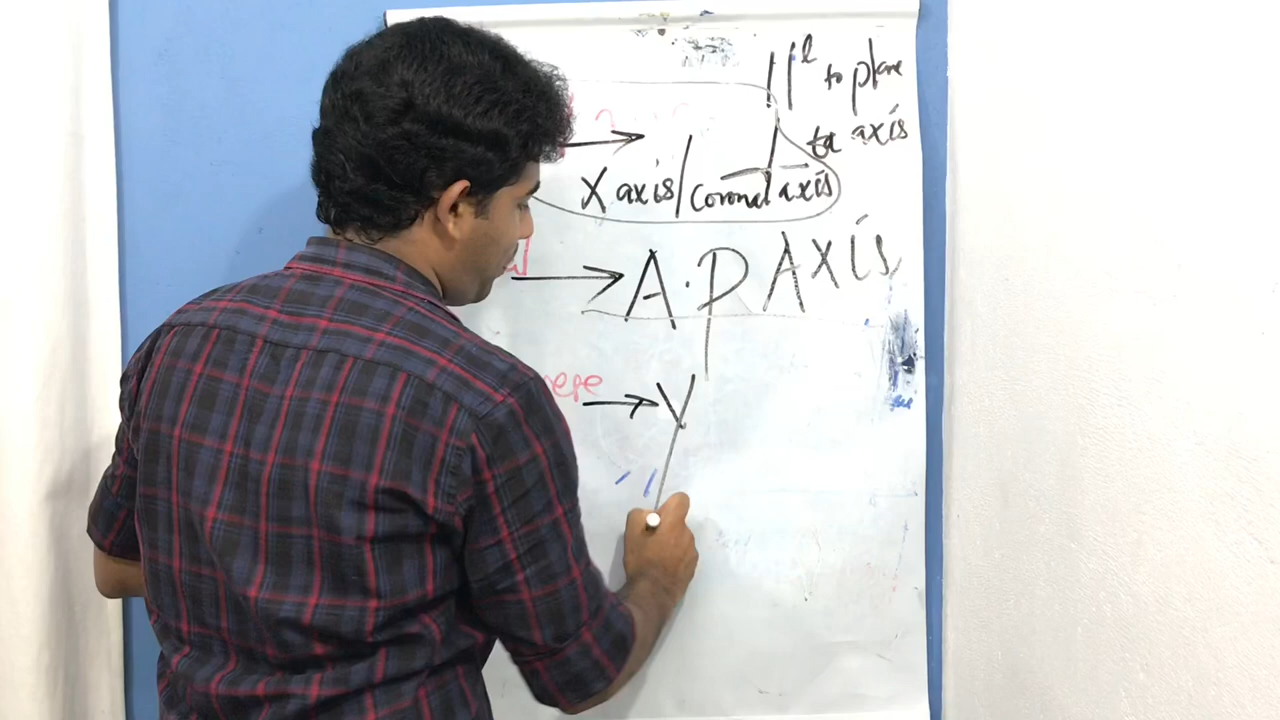 ||l to plane
⊥ to axis
→ X axis/coronal axis
→ A.P AXIS
→ Y